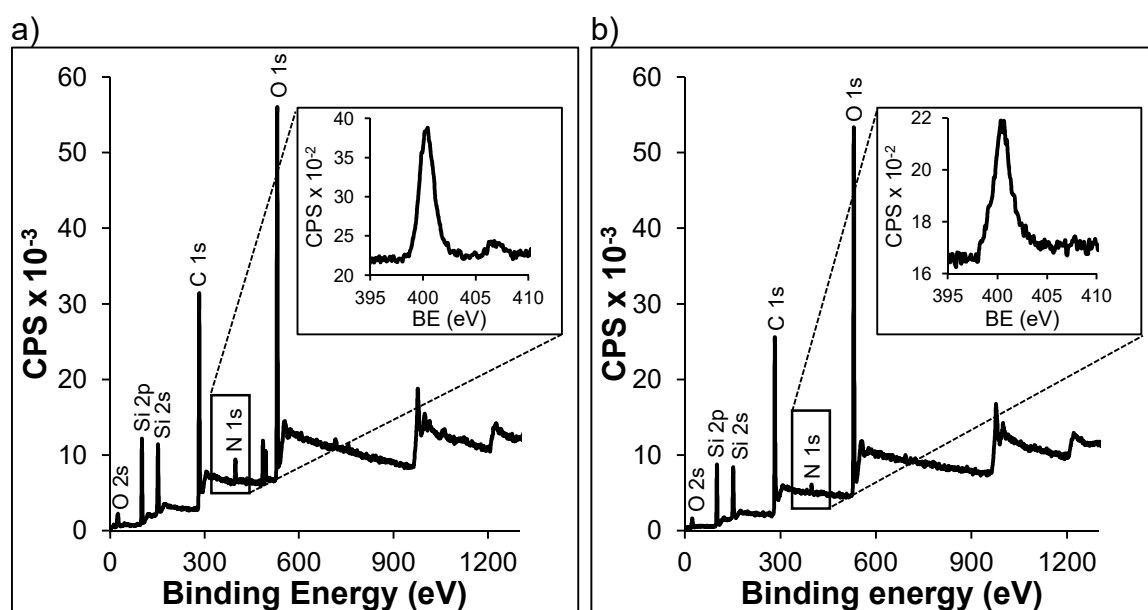 a)
60
50
40
30
20
10
0
0
300
600
900
1200
CPS x 10⁻³
Binding Energy (eV)
O 2s
Si 2p
Si 2s
C 1s
N 1s
O 1s
40
35
30
25
20
395
400
405
410
CPS x 10⁻²
BE (eV)
b)
60
50
40
30
20
10
0
0
300
600
900
1200
CPS x 10⁻³
Binding energy (eV)
O 2s
Si 2p
Si 2s
C 1s
N 1s
O 1s
22
20
18
16
395
400
405
410
CPS x 10⁻²
BE (eV)